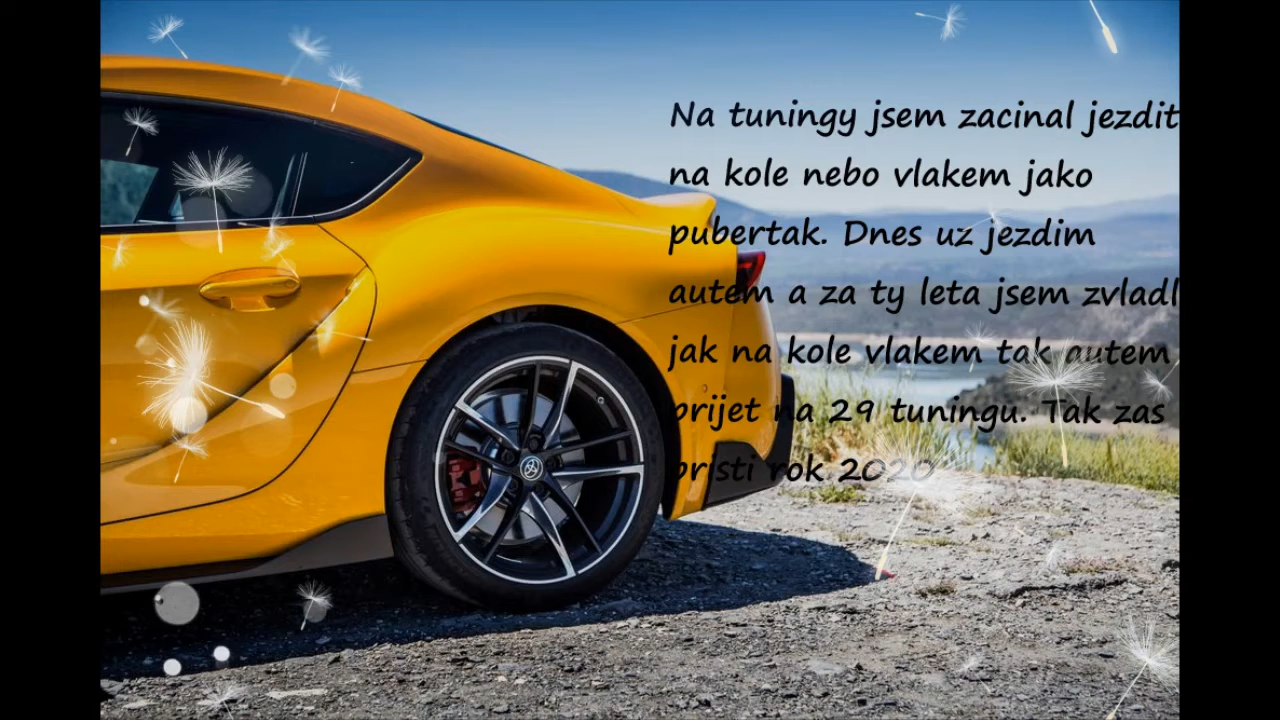 Na tuningy jsem zacinal jezdit
na kole nebo vlakem jako
pubertak. Dnes uz jezdim
autem a za ty leta jsem zvladl
jak na kole vlakem tak autem
prijet na 29 tuningu. Tak zas
pristi rok 2020